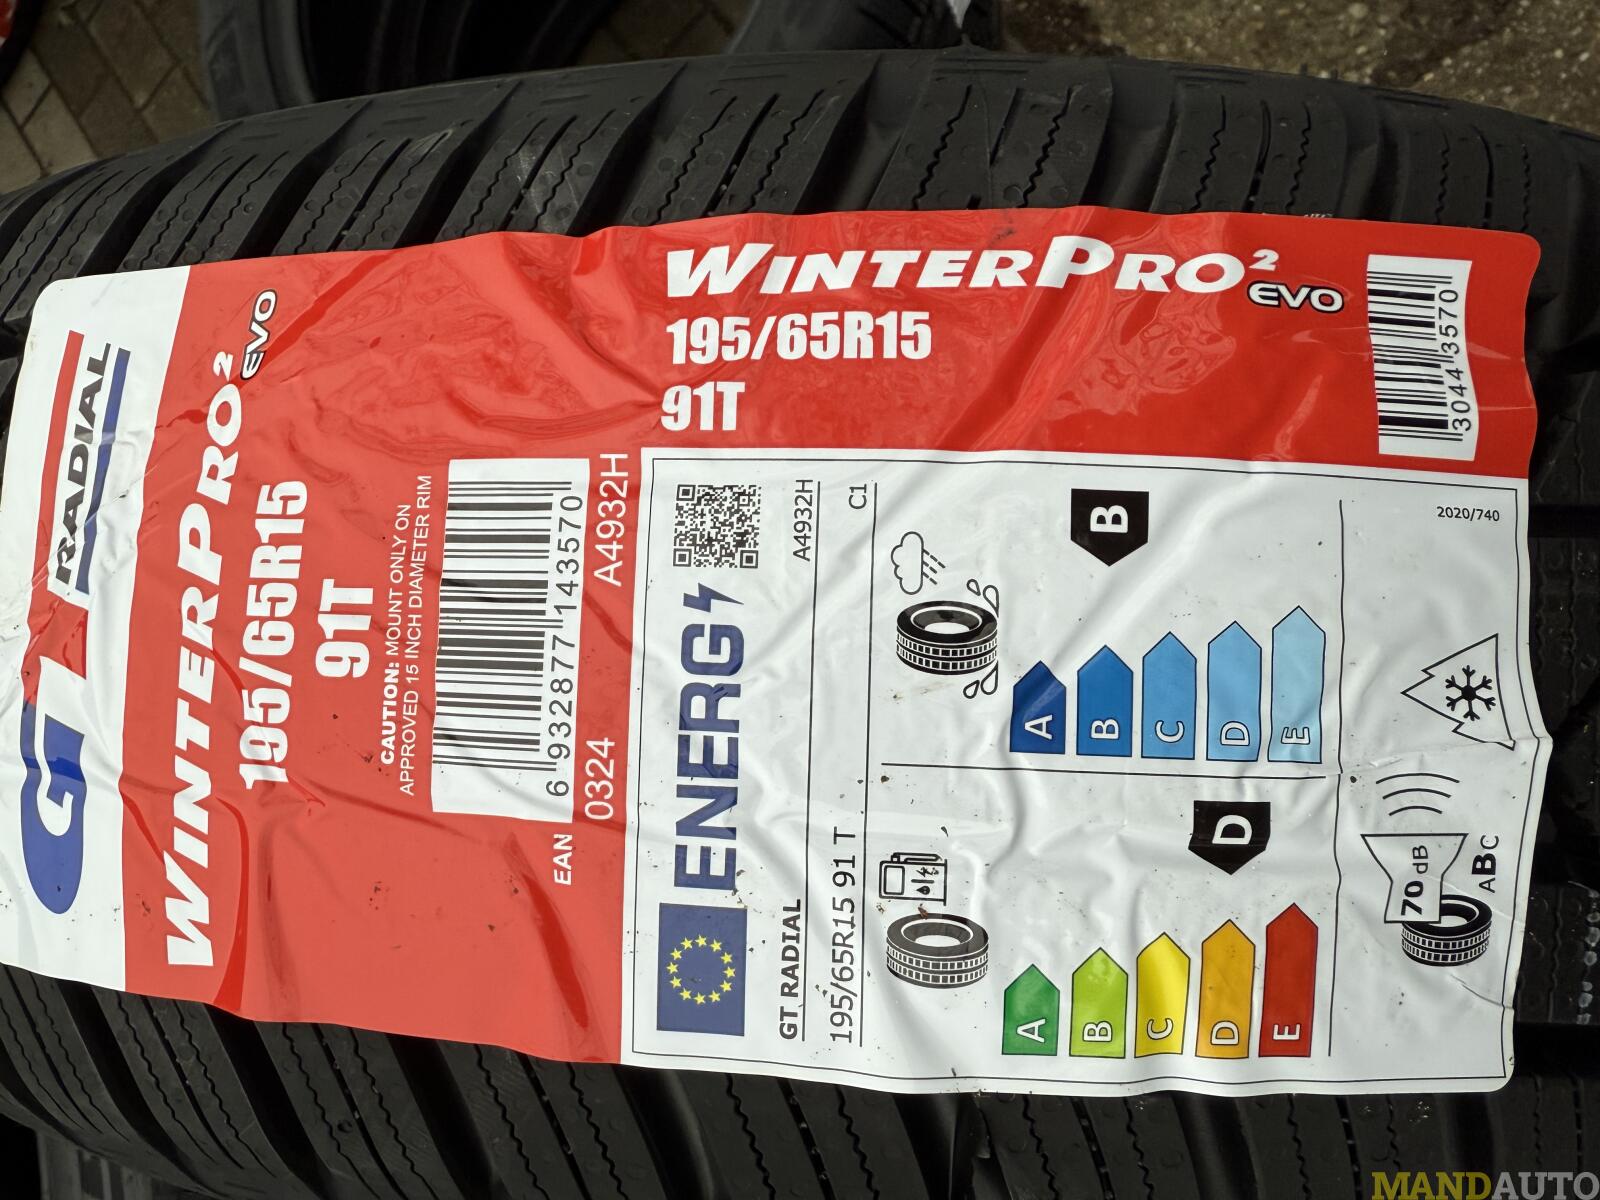 GT RADIAL
WINTERPRO² EVO
195/65R15
91T
CAUTION: MOUNT ONLY ON
APPROVED 15 INCH DIAMETER RIM
6 932877 143570
EAN
0324
A4932H
WINTERPRO² EVO
195/65R15
91T
30443570
ENERG
GT RADIAL
A4932H
195/65R15 91 T
C1
A
B
C
D
E
D
A
B
C
D
E
B
70 dB
ABC
2020/740
MANDAUTO